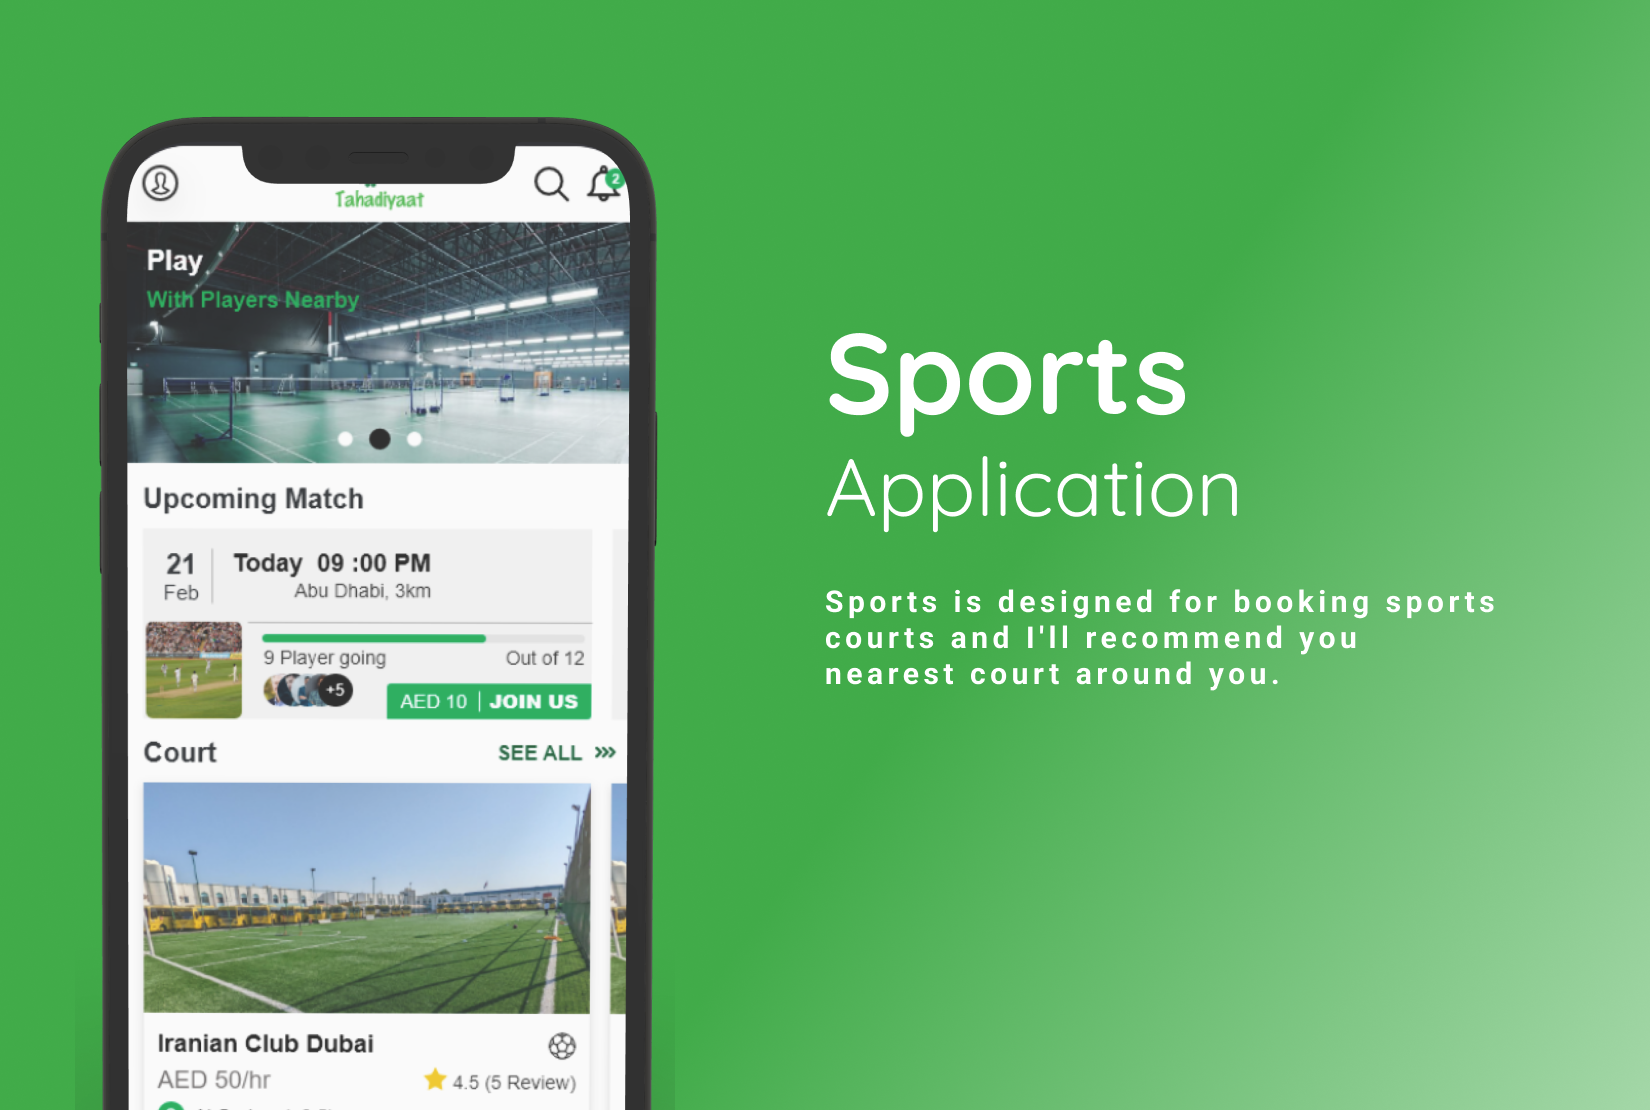 2
Tahadiyaat
Play
With Players Nearby
Upcoming Match
21
Feb
Today 09 :00 PM
Abu Dhabi, 3km
9 Player going
Out of 12
+5
AED 10 | JOIN US
Court
SEE ALL
Iranian Club Dubai
AED 50/hr
4.5 (5 Review)
Sports
Application
Sports is designed for booking sports
courts and I'll recommend you
nearest court around you.